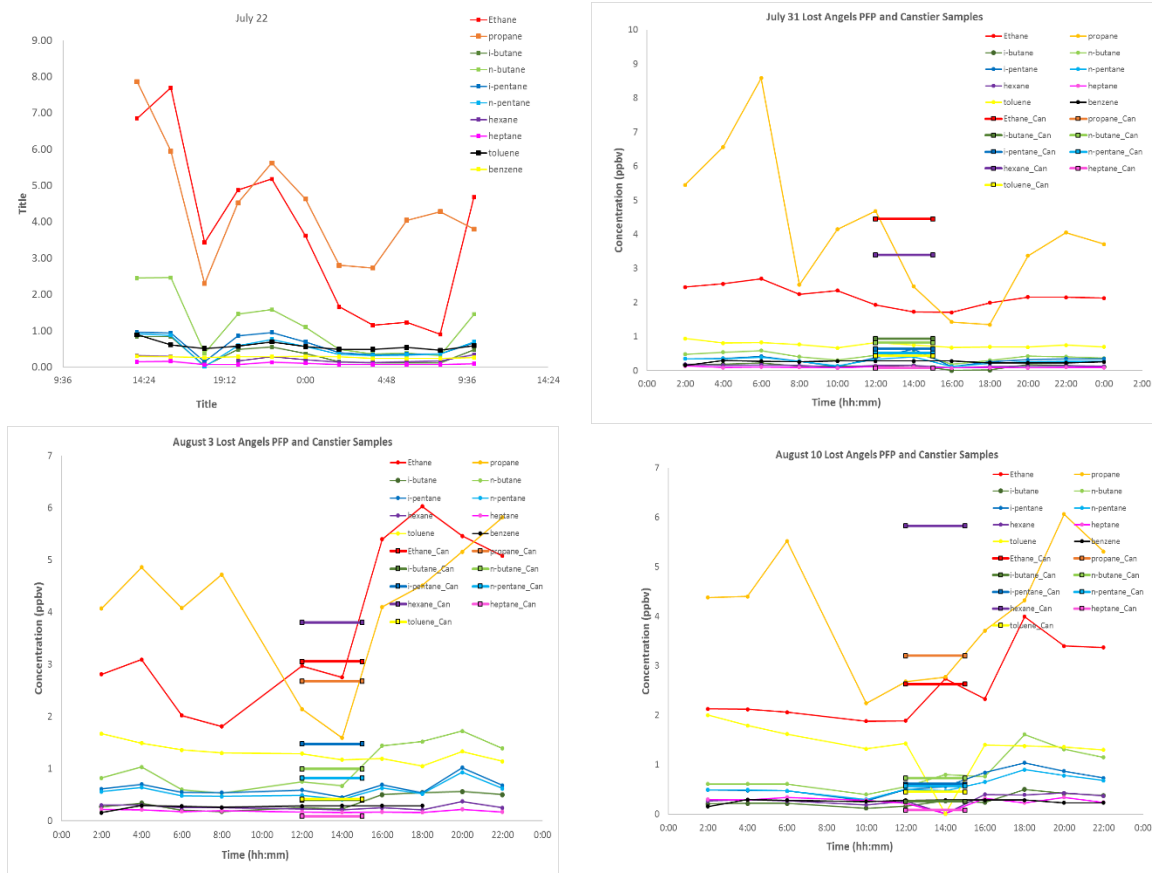 July 22
9.00
8.00
7.00
6.00
5.00
4.00
3.00
2.00
1.00
0.00
Title
9:36
14:24
19:12
0:00
4:48
9:36
14:24
Title
Ethane
propane
i-butane
n-butane
i-pentane
n-pentane
hexane
heptane
toluene
benzene
July 31 Lost Angels PFP and Canstier Samples
10
9
8
7
6
5
4
3
2
1
0
Concentration (ppbv)
0:00
2:00
4:00
6:00
8:00
10:00
12:00
14:00
16:00
18:00
20:00
22:00
0:00
2:00
Time (hh:mm)
Ethane
propane
i-butane
n-butane
i-pentane
n-pentane
hexane
heptane
toluene
benzene
Ethane_Can
propane_Can
i-butane_Can
n-butane_Can
i-pentane_Can
n-pentane_Can
hexane_Can
heptane_Can
toluene_Can
August 3 Lost Angels PFP and Canstier Samples
7
6
5
4
3
2
1
0
Concentration (ppbv)
0:00
2:00
4:00
6:00
8:00
10:00
12:00
14:00
16:00
18:00
20:00
22:00
0:00
Time (hh:mm)
Ethane
propane
i-butane
n-butane
i-pentane
n-pentane
hexane
heptane
toluene
benzene
Ethane_Can
propane_Can
i-butane_Can
n-butane_Can
i-pentane_Can
n-pentane_Can
hexane_Can
heptane_Can
toluene_Can
August 10 Lost Angels PFP and Canstier Samples
7
6
5
4
3
2
1
0
Concentration (ppbv)
0:00
2:00
4:00
6:00
8:00
10:00
12:00
14:00
16:00
18:00
20:00
22:00
0:00
Time (hh:mm)
Ethane
propane
i-butane
n-butane
i-pentane
n-pentane
hexane
heptane
toluene
benzene
Ethane_Can
propane_Can
i-butane_Can
n-butane_Can
i-pentane_Can
n-pentane_Can
hexane_Can
heptane_Can
toluene_Can